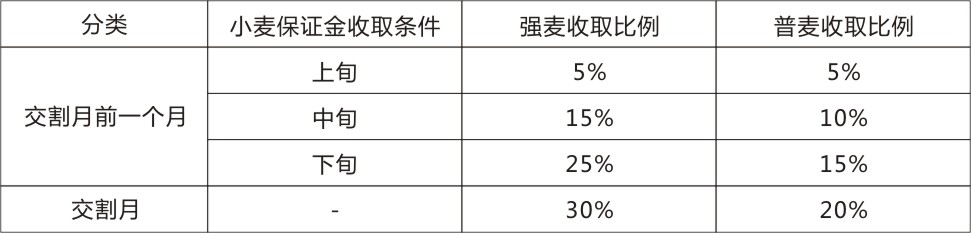 分类 小麦保证金收取条件 强麦收取比例 普麦收取比例
交割月前一个月 上旬 5% 5%
中旬 15% 10%
下旬 25% 15%
交割月 - 30% 20%